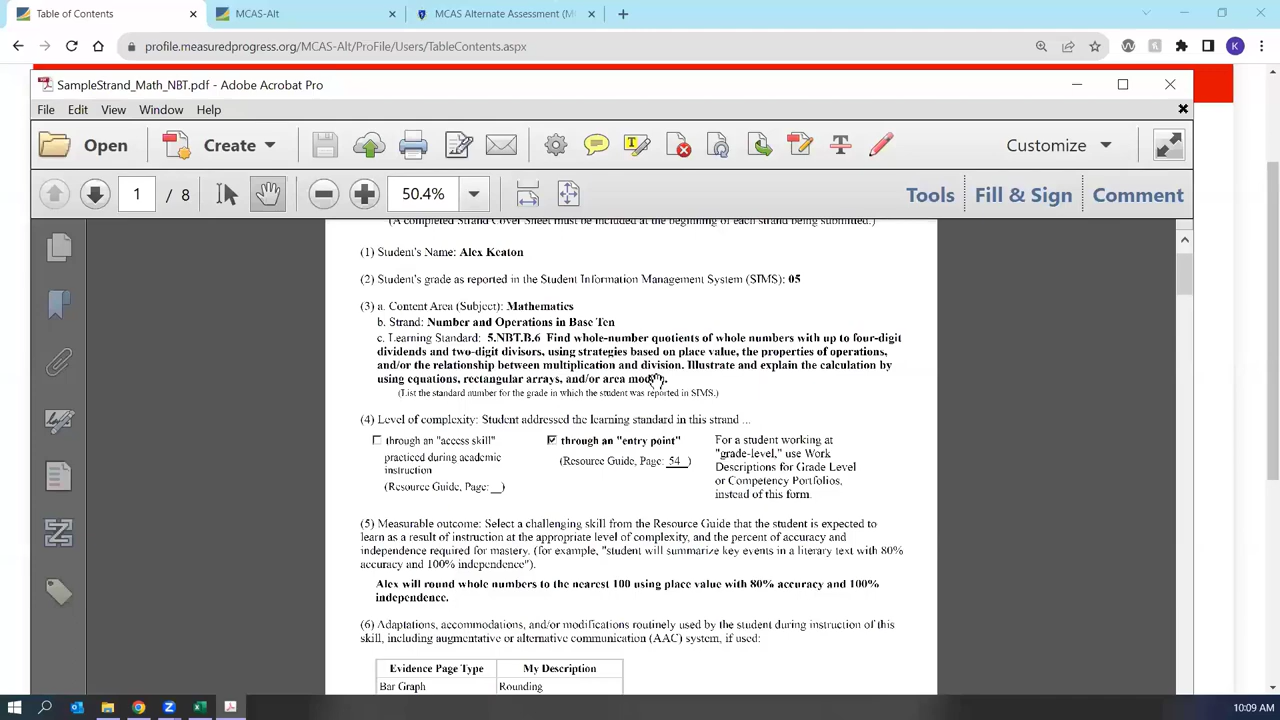 Table of Contents
MCAS-Alt
MCAS Alternate Assessment (M
K
profile.measuredprogress.org/MCAS-Alt/ProFile/Users/TableContents.aspx
SampleStrand_Math_NBT.pdf - Adobe Acrobat Pro
File Edit View Window Help
Open Create Customize
1 / 8 50.4% Tools Fill & Sign Comment
(A completed Strand Cover Sheet must be included at the beginning of each strand being submitted.)
(1) Student's Name: Alex Keaton
(2) Student's grade as reported in the Student Information Management System (SIMS): 05
(3) a. Content Area (Subject): Mathematics
b. Strand: Number and Operations in Base Ten
c. Learning Standard: 5.NBT.B.6 Find whole-number quotients of whole numbers with up to four-digit
dividends and two-digit divisors, using strategies based on place value, the properties of operations,
and/or the relationship between multiplication and division. Illustrate and explain the calculation by
using equations, rectangular arrays, and/or area models.
(List the standard number for the grade in which the student was reported in SIMS.)
(4) Level of complexity: Student addressed the learning standard in this strand ...
through an "access skill"
practiced during academic
instruction
(Resource Guide, Page: __)
through an "entry point"
(Resource Guide, Page: 54 )
For a student working at
"grade-level," use Work
Descriptions for Grade Level
or Competency Portfolios,
instead of this form.
(5) Measurable outcome: Select a challenging skill from the Resource Guide that the student is expected to
learn as a result of instruction at the appropriate level of complexity, and the percent of accuracy and
independence required for mastery. (for example, "student will summarize key events in a literary text with 80%
accuracy and 100% independence").
Alex will round whole numbers to the nearest 100 using place value with 80% accuracy and 100%
independence.
(6) Adaptations, accommodations, and/or modifications routinely used by the student during instruction of this
skill, including augmentative or alternative communication (AAC) system, if used:
Evidence Page Type My Description
Bar Graph Rounding
10:09 AM